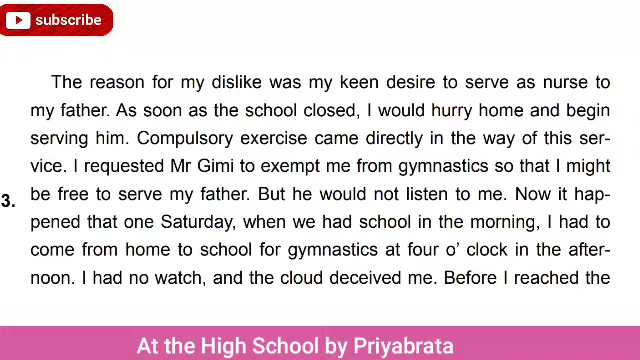 subscribe
The reason for my dislike was my keen desire to serve as nurse to
my father. As soon as the school closed, I would hurry home and begin
serving him. Compulsory exercise came directly in the way of this ser-
vice. I requested Mr Gimi to exempt me from gymnastics so that I might
3. be free to serve my father. But he would not listen to me. Now it hap-
pened that one Saturday, when we had school in the morning, I had to
come from home to school for gymnastics at four o' clock in the after-
noon. I had no watch, and the cloud deceived me. Before I reached the
At the High School by Priyabrata